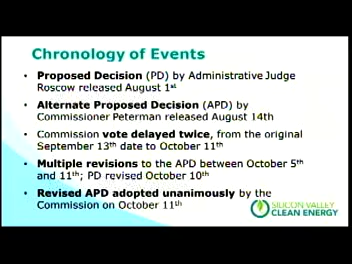 Chronology of Events
• Proposed Decision (PD) by Administrative Judge
Roscow released August 1st
• Alternate Proposed Decision (APD) by
Commissioner Peterman released August 14th
• Commission vote delayed twice, from the original
September 13th date to October 11th
• Multiple revisions to the APD between October 5th
and 11th; PD revised October 10th
• Revised APD adopted unanimously by the
Commission on October 11th
SILICON VALLEY
CLEAN ENERGY